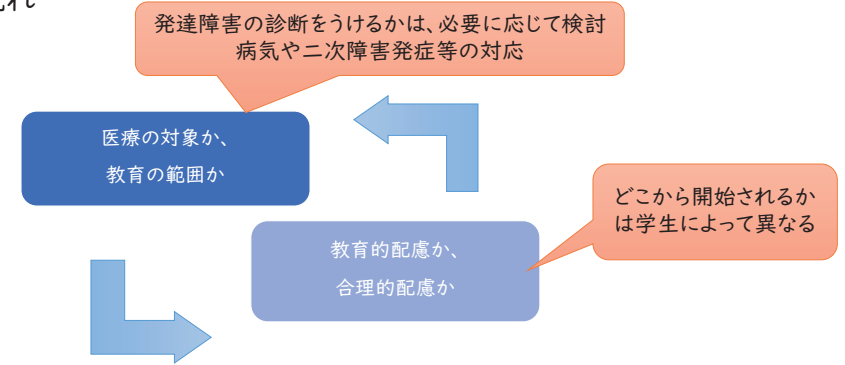 発達障害の診断をうけるかは、必要に応じて検討
病気や二次障害発症等の対応
医療の対象か、
教育の範囲か
どこから開始されるか
は学生によって異なる
教育的配慮か、
合理的配慮か